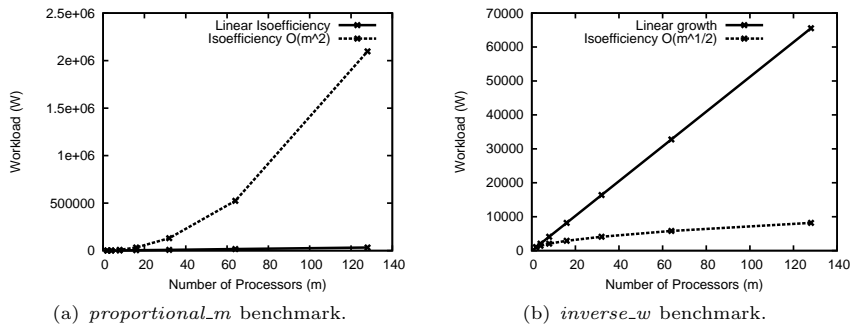 2.5e+06
2e+06
1.5e+06
1e+06
500000
0
Workload (W)
Linear Isoefficiency
Isoefficiency O(m^2)
0 20 40 60 80 100 120 140
Number of Processors (m)
(a) proportional_m benchmark.
70000
60000
50000
40000
30000
20000
10000
0
Workload (W)
Linear growth
Isoefficiency O(m^1/2)
0 20 40 60 80 100 120 140
Number of Processors (m)
(b) inverse_w benchmark.